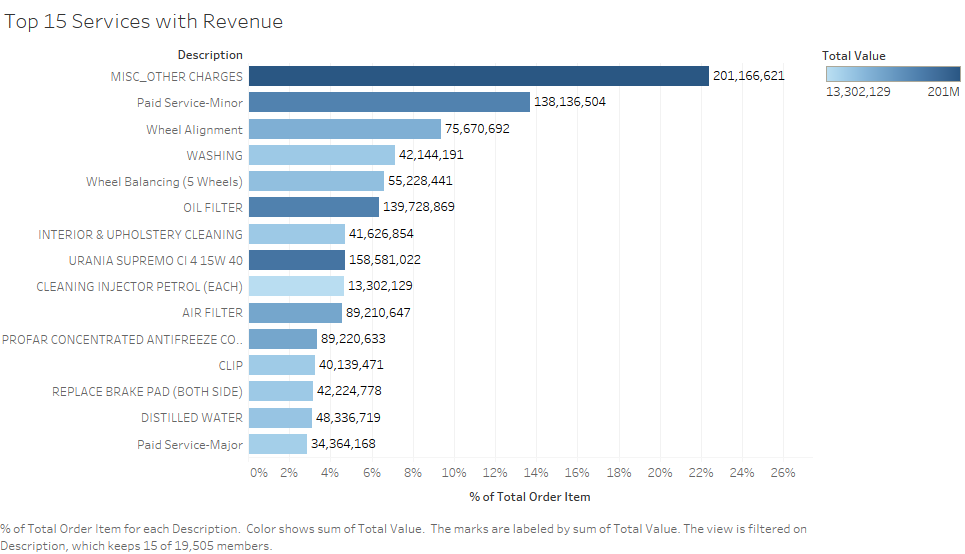 Top 15 Services with Revenue
Description
Total Value
13,302,129 201M
MISC_OTHER CHARGES 201,166,621
Paid Service-Minor 138,136,504
Wheel Alignment 75,670,692
WASHING 42,144,191
Wheel Balancing (5 Wheels) 55,228,441
OIL FILTER 139,728,869
INTERIOR & UPHOLSTERY CLEANING 41,626,854
URANIA SUPREMO CI 4 15W 40 158,581,022
CLEANING INJECTOR PETROL (EACH) 13,302,129
AIR FILTER 89,210,647
PROFAR CONCENTRATED ANTIFREEZE CO.. 89,220,633
CLIP 40,139,471
REPLACE BRAKE PAD (BOTH SIDE) 42,224,778
DISTILLED WATER 48,336,719
Paid Service-Major 34,364,168
0% 2% 4% 6% 8% 10% 12% 14% 16% 18% 20% 22% 24% 26%
% of Total Order Item
% of Total Order Item for each Description.  Color shows sum of Total Value.  The marks are labeled by sum of Total Value. The view is filtered on
Description, which keeps 15 of 19,505 members.